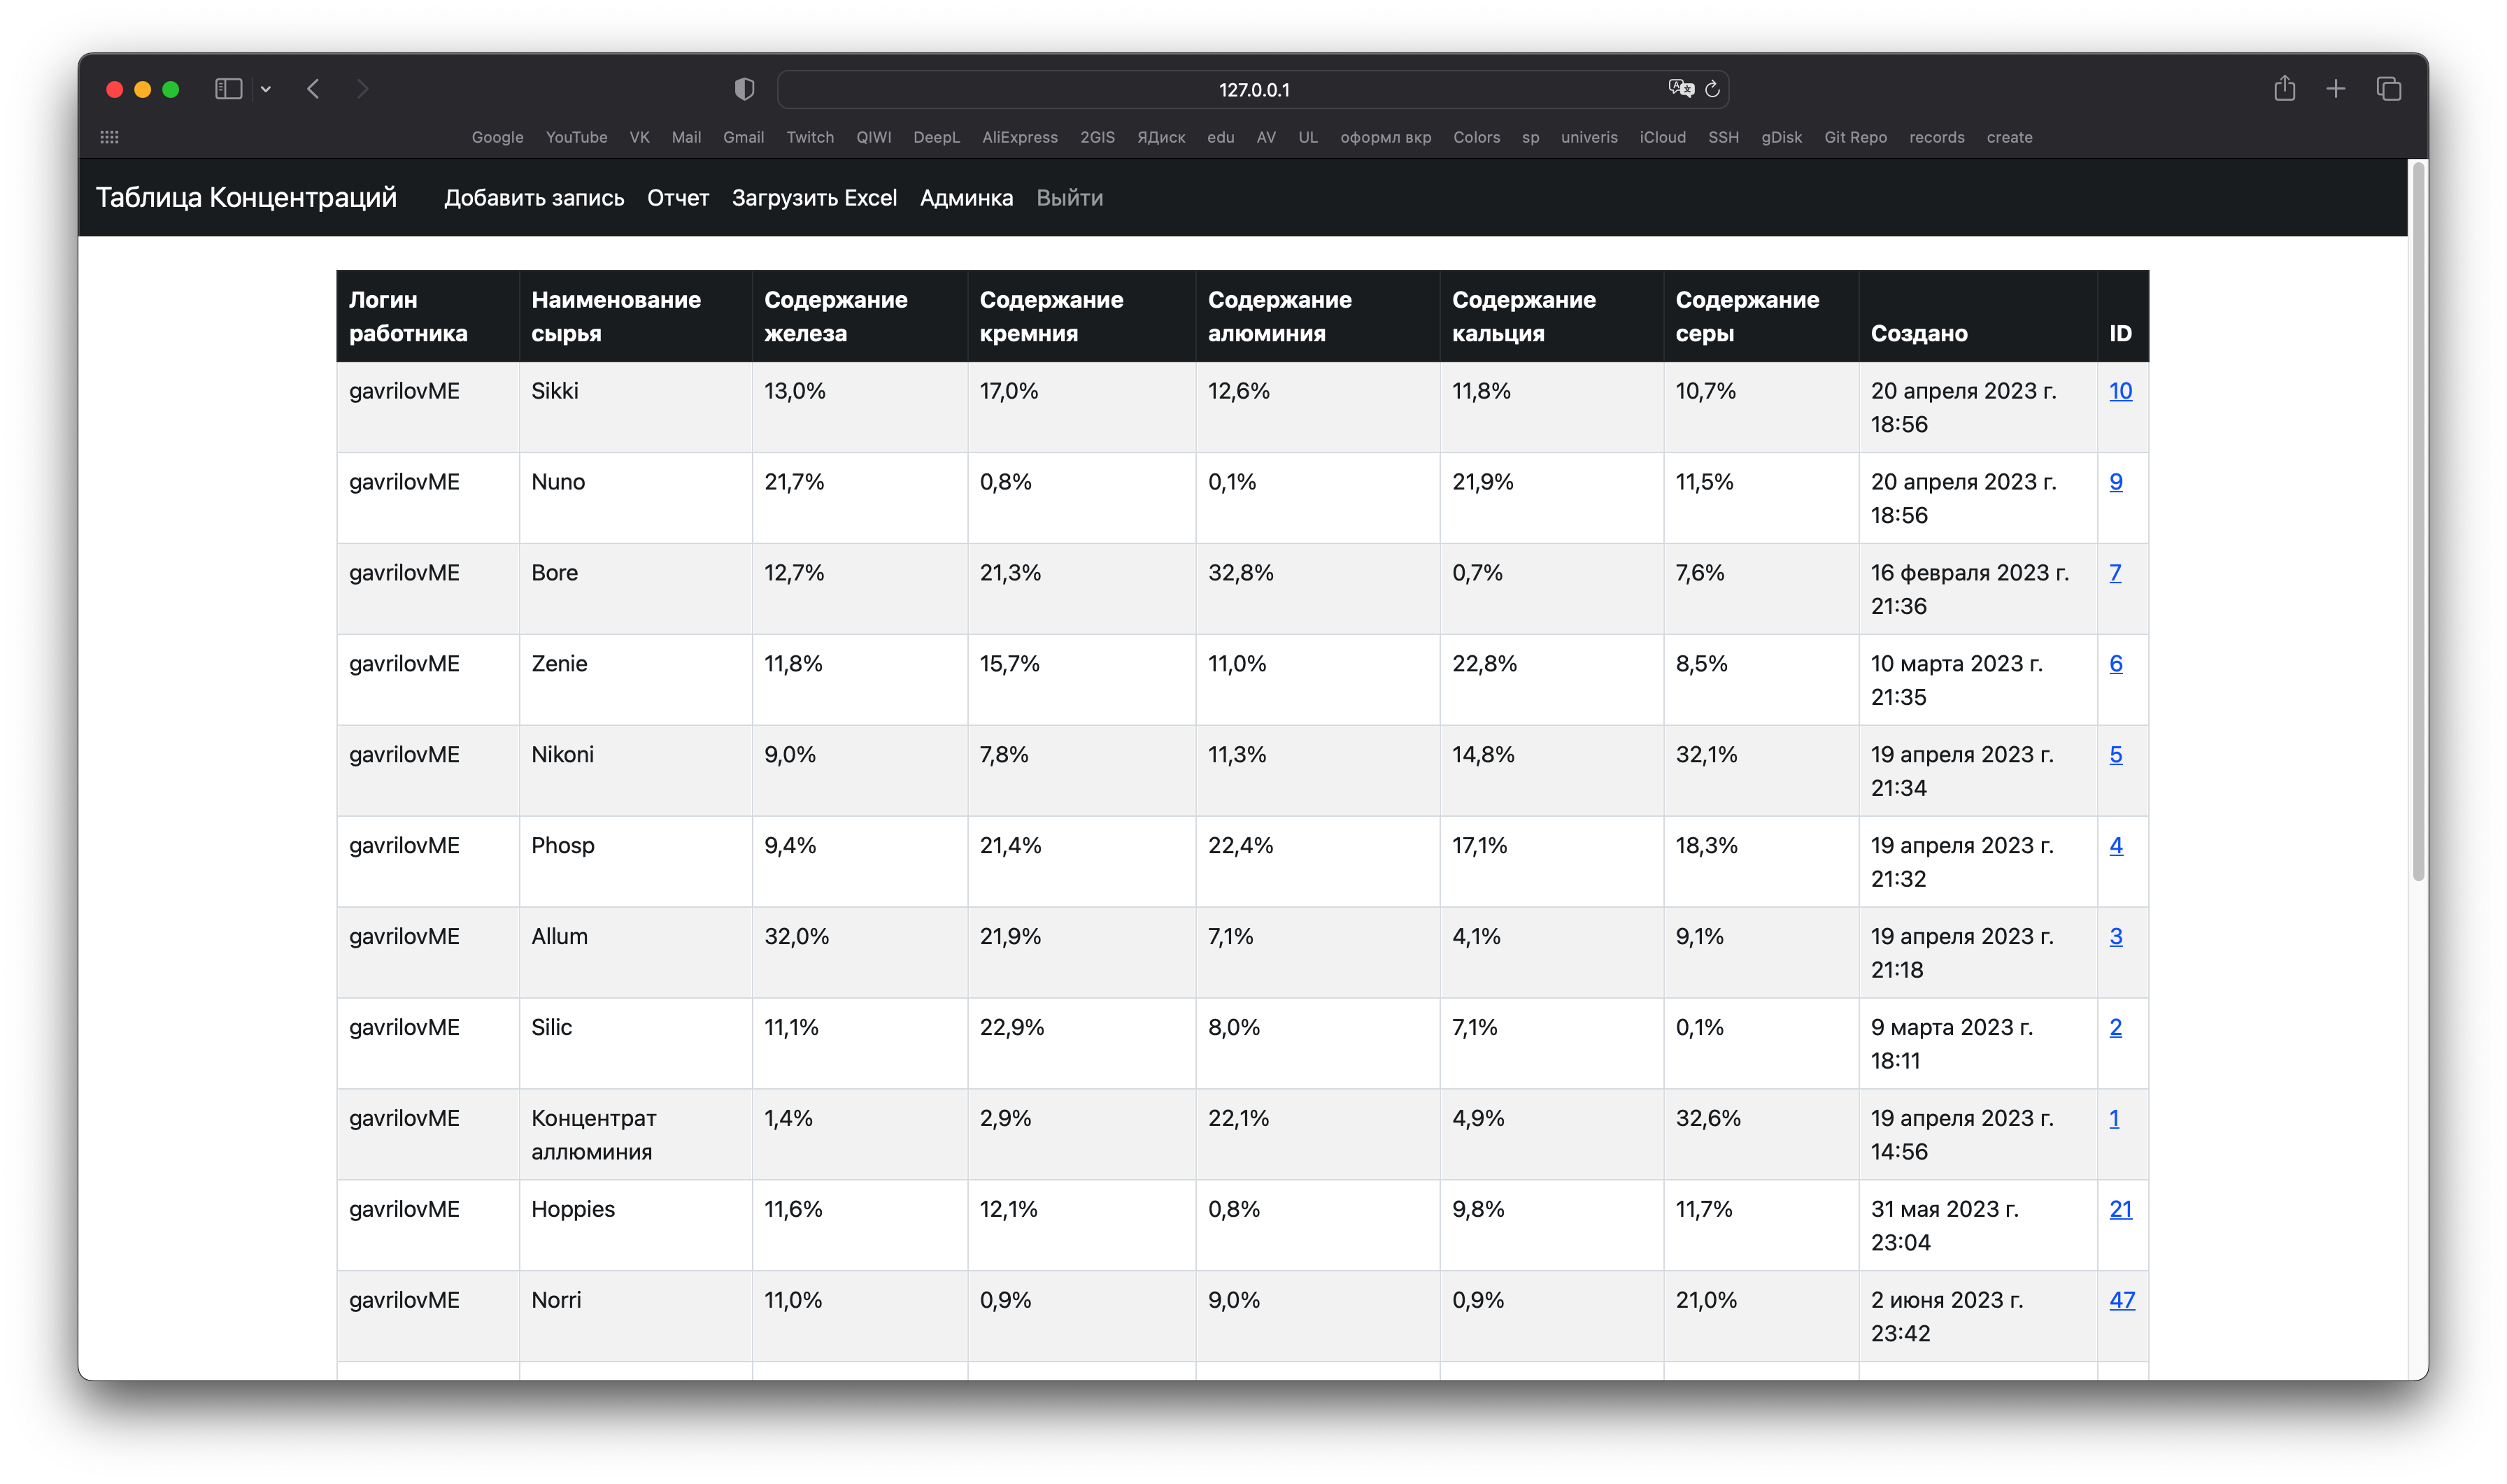 127.0.0.1
Google YouTube VK Mail Gmail Twitch QIWI DeepL AliExpress 2GIS ЯДиск edu AV UL оформл вкр Colors sp univeris iCloud SSH gDisk Git Repo records create
Таблица Концентраций Добавить запись Отчет Загрузить Excel Админка Выйти
Логин Наименование Содержание Содержание Содержание Содержание Содержание
работника сырья железа кремния алюминия кальция серы Создано ID
gavrilovME Sikki 13,0% 17,0% 12,6% 11,8% 10,7% 20 апреля 2023 г. 10
18:56
gavrilovME Nuno 21,7% 0,8% 0,1% 21,9% 11,5% 20 апреля 2023 г. 9
18:56
gavrilovME Bore 12,7% 21,3% 32,8% 0,7% 7,6% 16 февраля 2023 г. 7
21:36
gavrilovME Zenie 11,8% 15,7% 11,0% 22,8% 8,5% 10 марта 2023 г. 6
21:35
gavrilovME Nikoni 9,0% 7,8% 11,3% 14,8% 32,1% 19 апреля 2023 г. 5
21:34
gavrilovME Phosp 9,4% 21,4% 22,4% 17,1% 18,3% 19 апреля 2023 г. 4
21:32
gavrilovME Allum 32,0% 21,9% 7,1% 4,1% 9,1% 19 апреля 2023 г. 3
21:18
gavrilovME Silic 11,1% 22,9% 8,0% 7,1% 0,1% 9 марта 2023 г. 2
18:11
gavrilovME Концентрат 1,4% 2,9% 22,1% 4,9% 32,6% 19 апреля 2023 г. 1
аллюминия 14:56
gavrilovME Hoppies 11,6% 12,1% 0,8% 9,8% 11,7% 31 мая 2023 г. 21
23:04
gavrilovME Norri 11,0% 0,9% 9,0% 0,9% 21,0% 2 июня 2023 г. 47
23:42